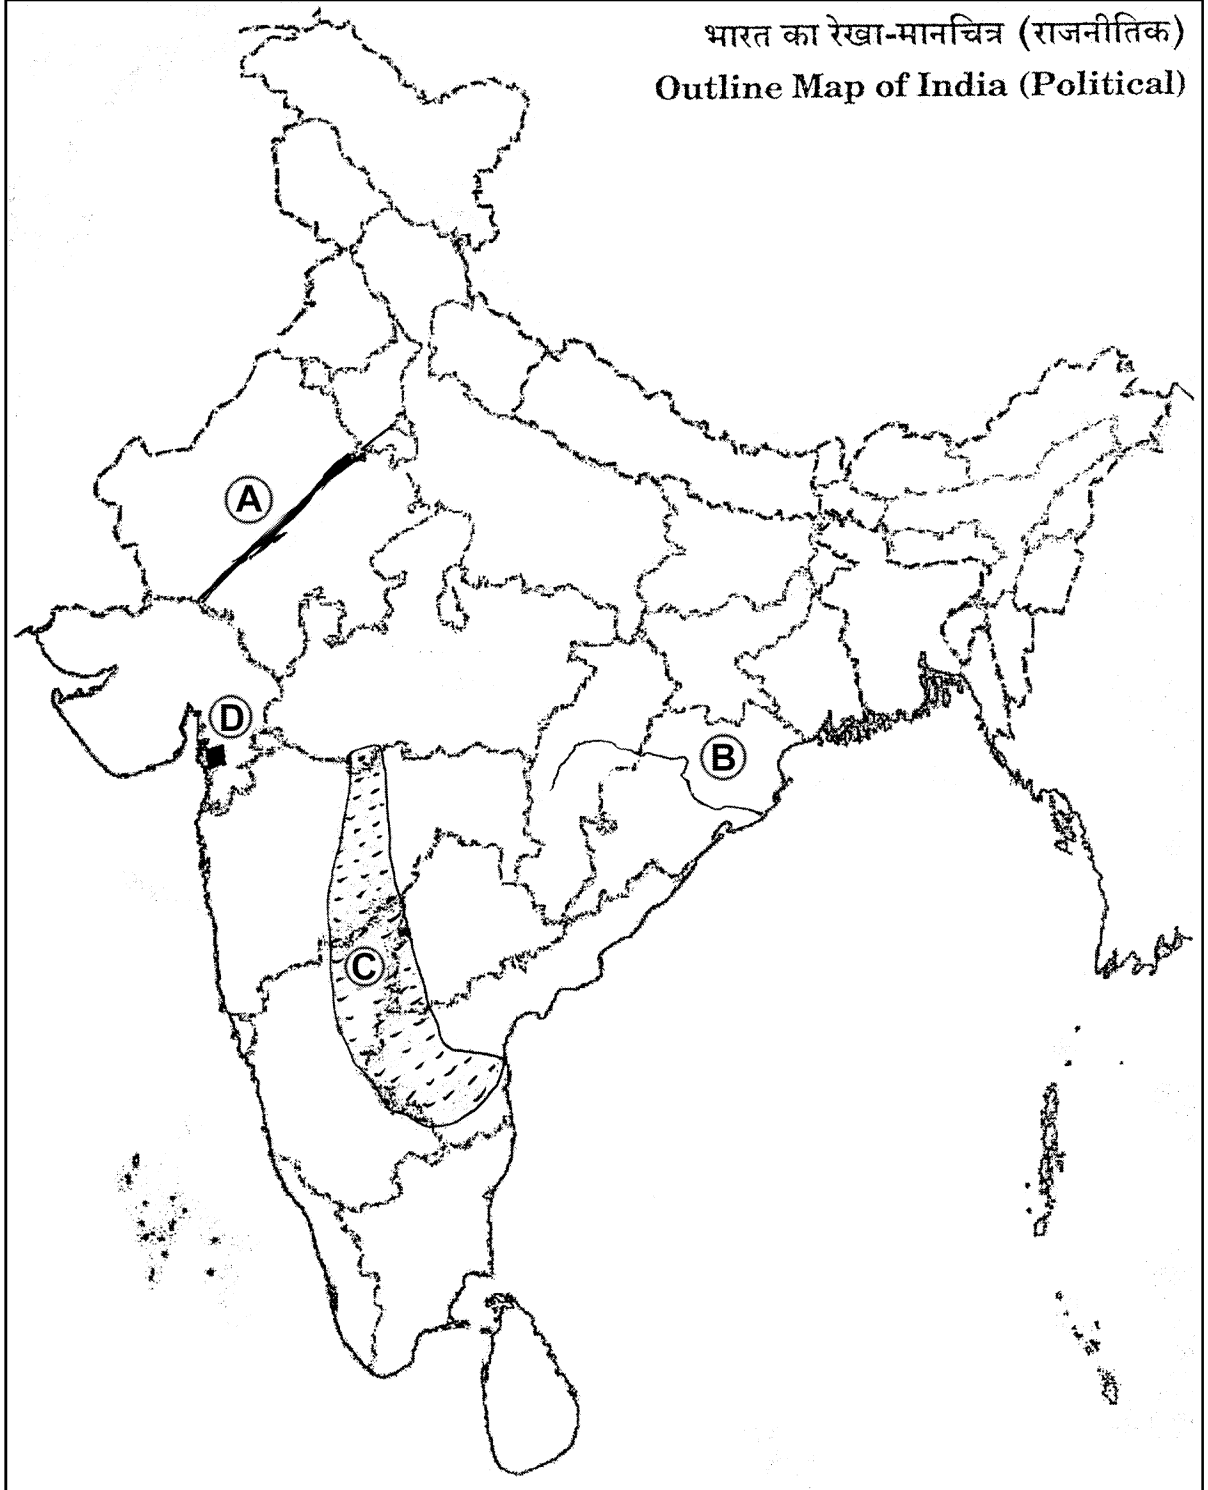 भारत का रेखा-मानचित्र (राजनीतिक)
Outline Map of India (Political)
A
D
B
C